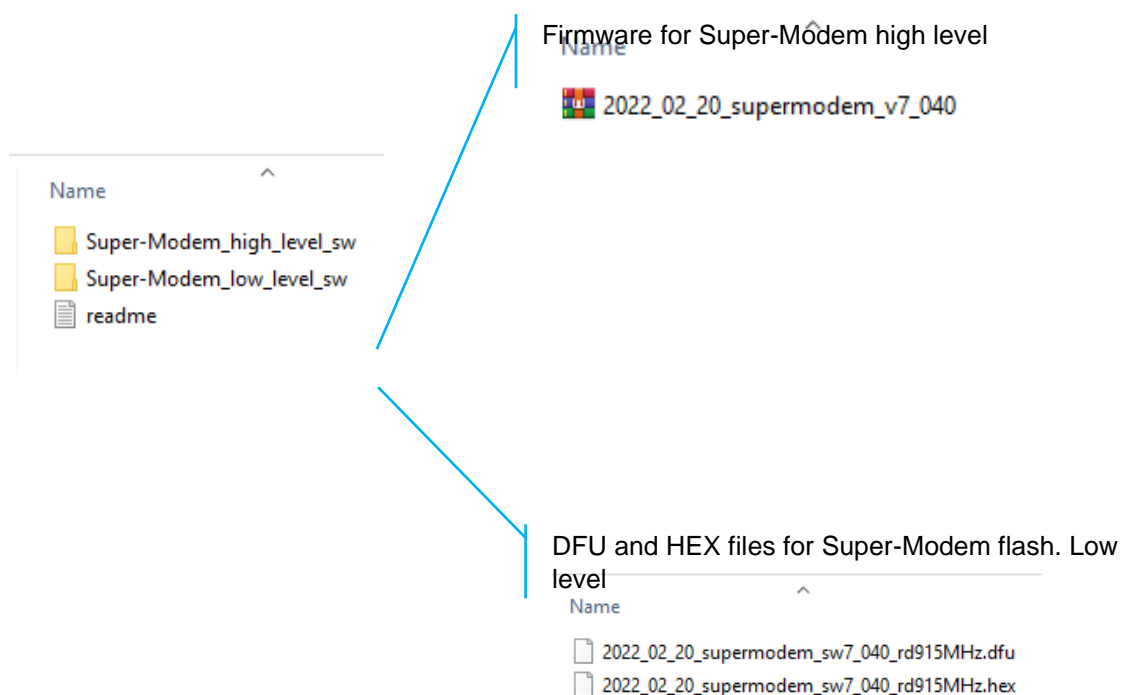 Firmware for Super-Modem high level
Name
2022_02_20_supermodem_v7_040
Name
Super-Modem_high_level_sw
Super-Modem_low_level_sw
readme
DFU and HEX files for Super-Modem flash. Low
level
Name
2022_02_20_supermodem_sw7_040_rd915MHz.dfu
2022_02_20_supermodem_sw7_040_rd915MHz.hex